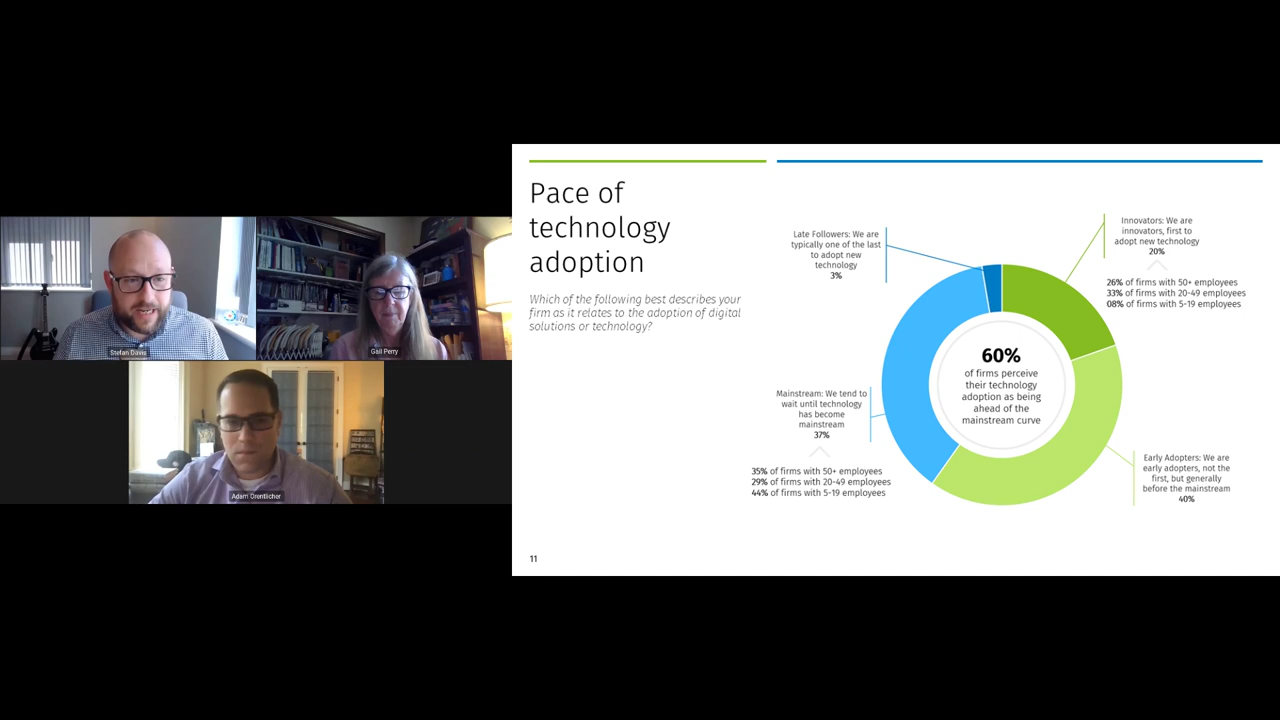 Stefan Davis
Gail Perry
Adam Orentlicher
Pace of
technology
adoption
Which of the following best describes your
firm as it relates to the adoption of digital
solutions or technology?
Late Followers: We are
typically one of the last
to adopt new
technology
3%
Innovators: We are
innovators, first to
adopt new technology
20%
26% of firms with 50+ employees
33% of firms with 20-49 employees
08% of firms with 5-19 employees
60%
of firms perceive
their technology
adoption as being
ahead of the
mainstream curve
Mainstream: We tend to
wait until technology
has become
mainstream
37%
35% of firms with 50+ employees
29% of firms with 20-49 employees
44% of firms with 5-19 employees
Early Adopters: We are
early adopters, not the
first, but generally
before the mainstream
40%
11